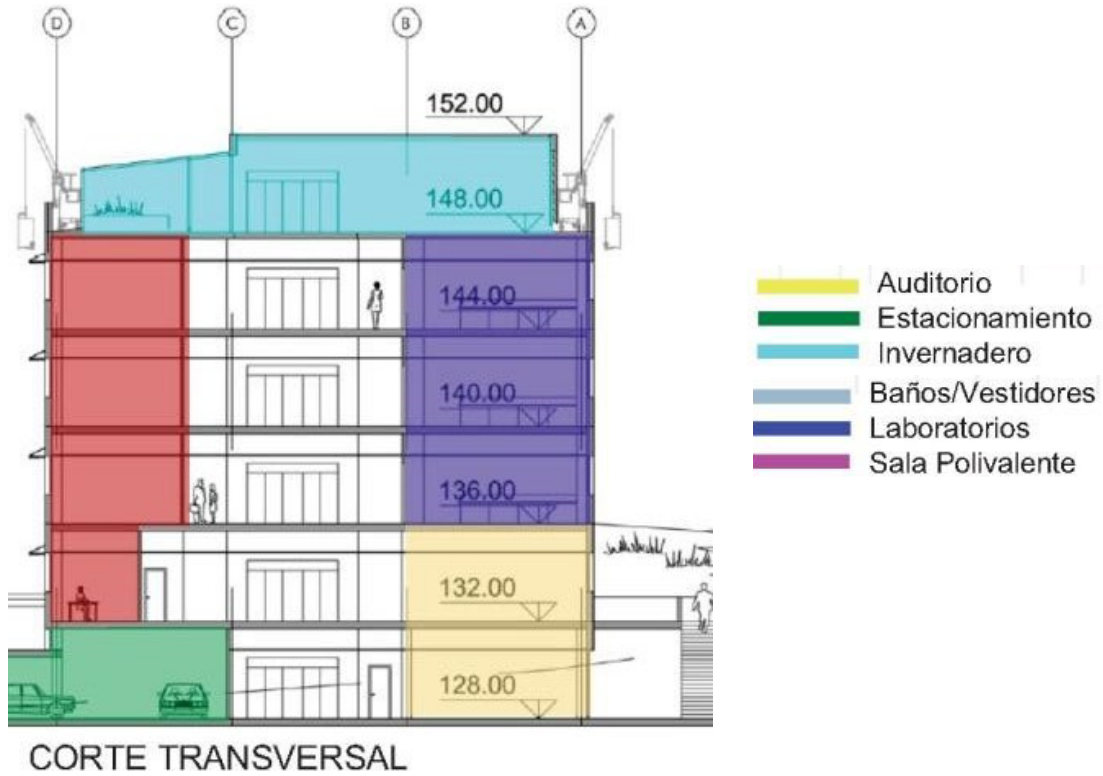 D C B A
152.00
148.00
144.00
140.00
136.00
132.00
128.00
CORTE TRANSVERSAL
Auditorio
Estacionamiento
Invernadero
Baños/Vestidores
Laboratorios
Sala Polivalente